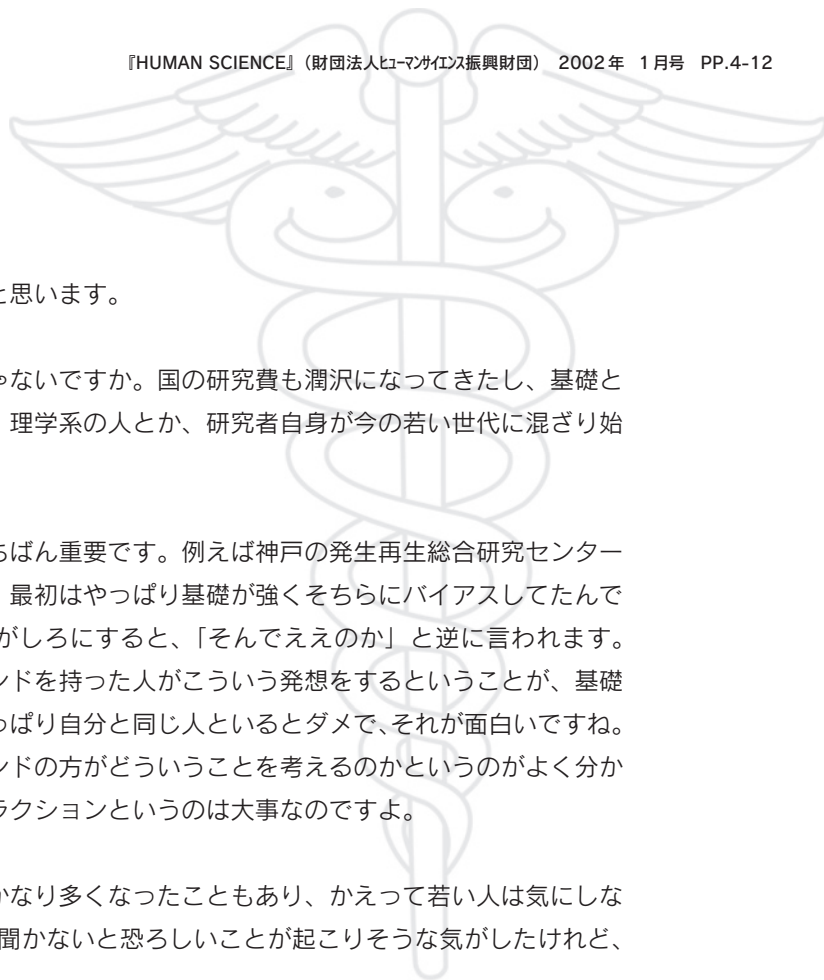 『HUMAN SCIENCE』（財団法人ヒューマンサイエンス振興財団） 2002年 1月号 PP.4-12
と思います。
ゃないですか。国の研究費も潤沢になってきたし、基礎と
理学系の人とか、研究者自身が今の若い世代に混ざり始
ちばん重要です。例えば神戸の発生再生総合研究センター
最初はやっぱり基礎が強くそちらにバイアスしてたんで
がしろにすると、「そんでええのか」と逆に言われます。
ンドを持った人がこういう発想をするということが、基礎
っぱり自分と同じ人といるとダメで、それが面白いですね。
ンドの方がどういうことを考えるのかというのがよく分か
ラクションというのは大事なのですよ。
かなり多くなったこともあり、かえって若い人は気にしな
聞かないと恐ろしいことが起こりそうな気がしたけれど、